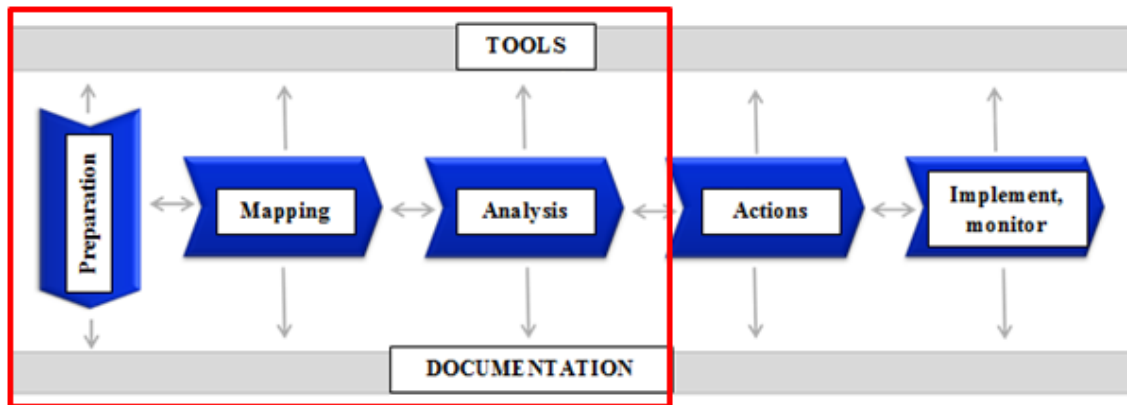 TOOLS
Preparation
Mapping
Analysis
Actions
Implement,
monitor
DOCUMENTATION